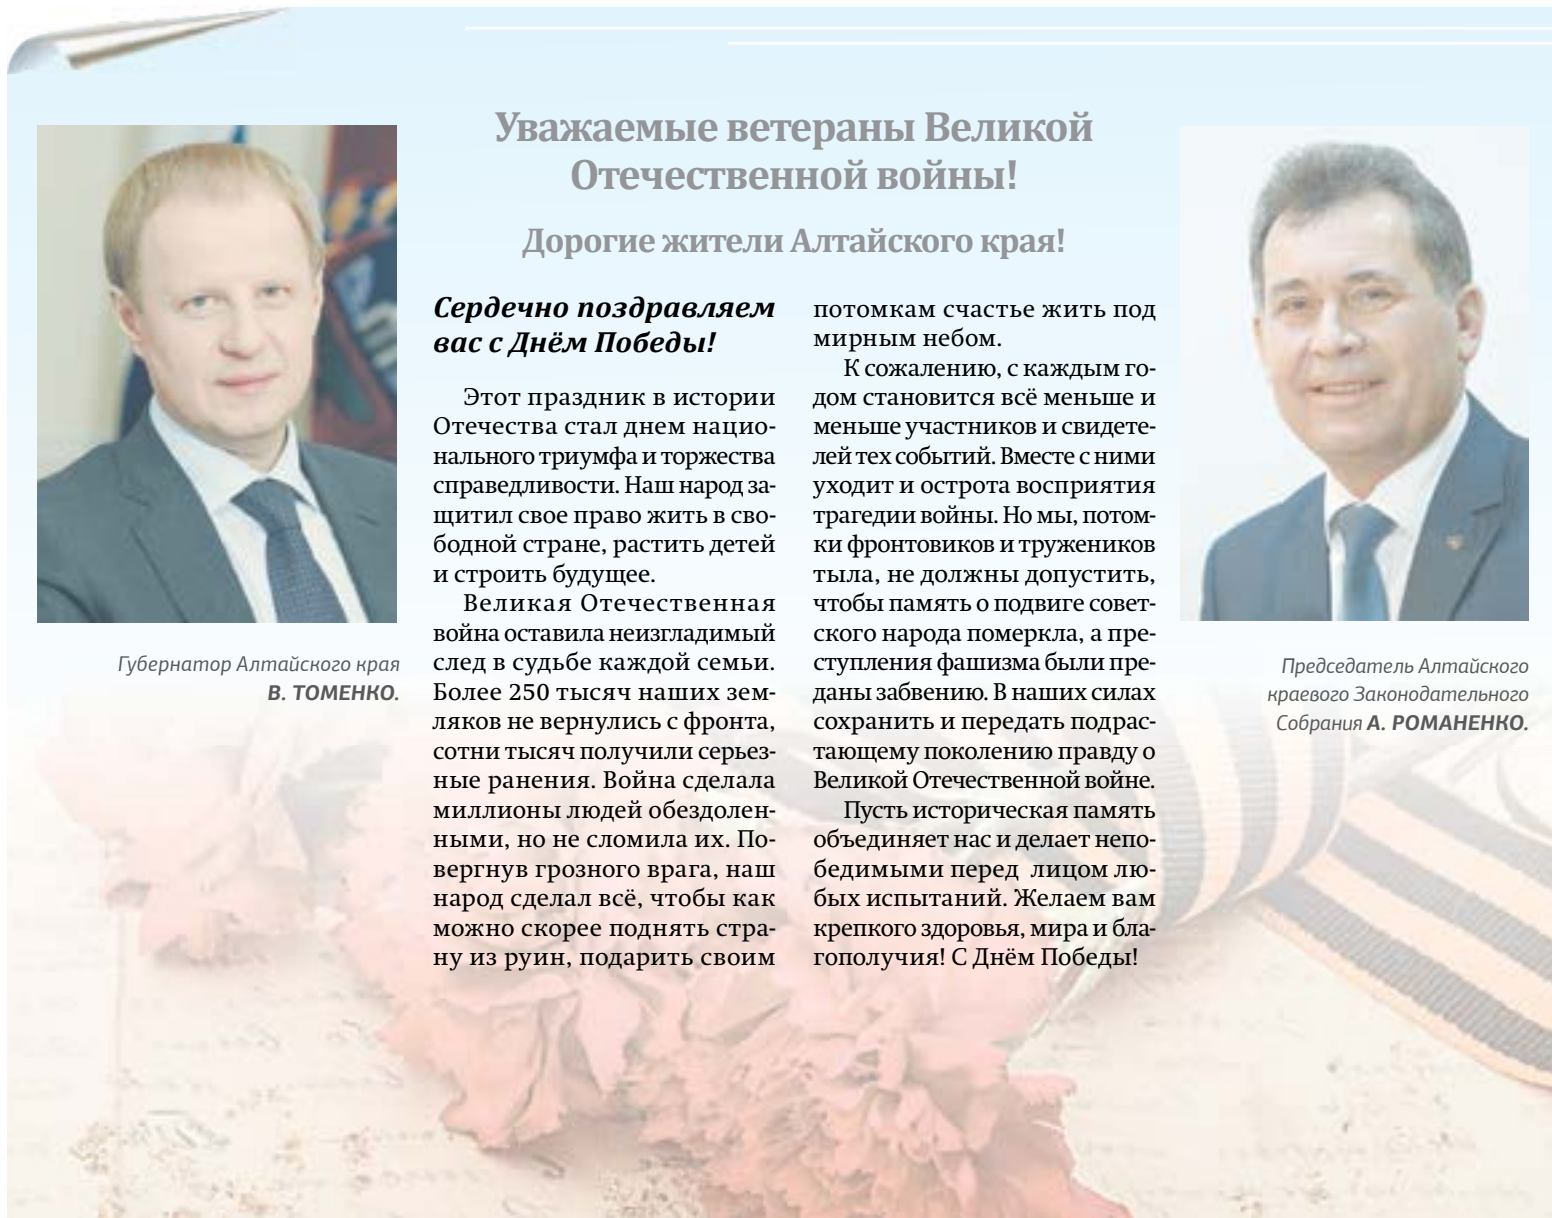 Уважаемые ветераны Великой
Отечественной войны!
Дорогие жители Алтайского края!
Сердечно поздравляем
вас с Днём Победы!
Этот праздник в истории
Отечества стал днем нацио-
нального триумфа и торжества
справедливости. Наш народ за-
щитил свое право жить в сво-
бодной стране, растить детей
и строить будущее.
Великая Отечественная
война оставила неизгладимый
след в судьбе каждой семьи.
Более 250 тысяч наших зем-
ляков не вернулись с фронта,
сотни тысяч получили серьез-
ные ранения. Война сделала
миллионы людей обездолен-
ными, но не сломила их. По-
вергнув грозного врага, наш
народ сделал всё, чтобы как
можно скорее поднять стра-
ну из руин, подарить своим
потомкам счастье жить под
мирным небом.
К сожалению, с каждым го-
дом становится всё меньше и
меньше участников и свидете-
лей тех событий. Вместе с ними
уходит и острота восприятия
трагедии войны. Но мы, потом-
ки фронтовиков и тружеников
тыла, не должны допустить,
чтобы память о подвиге совет-
ского народа померкла, а пре-
ступления фашизма были пре-
даны забвению. В наших силах
сохранить и передать подрас-
тающему поколению правду о
Великой Отечественной войне.
Пусть историческая память
объединяет нас и делает непо-
бедимыми перед лицом лю-
бых испытаний. Желаем вам
крепкого здоровья, мира и бла-
гополучия! С Днём Победы!
Губернатор Алтайского края
В. ТОМЕНКО.
Председатель Алтайского
краевого Законодательного
Собрания А. РОМАНЕНКО.